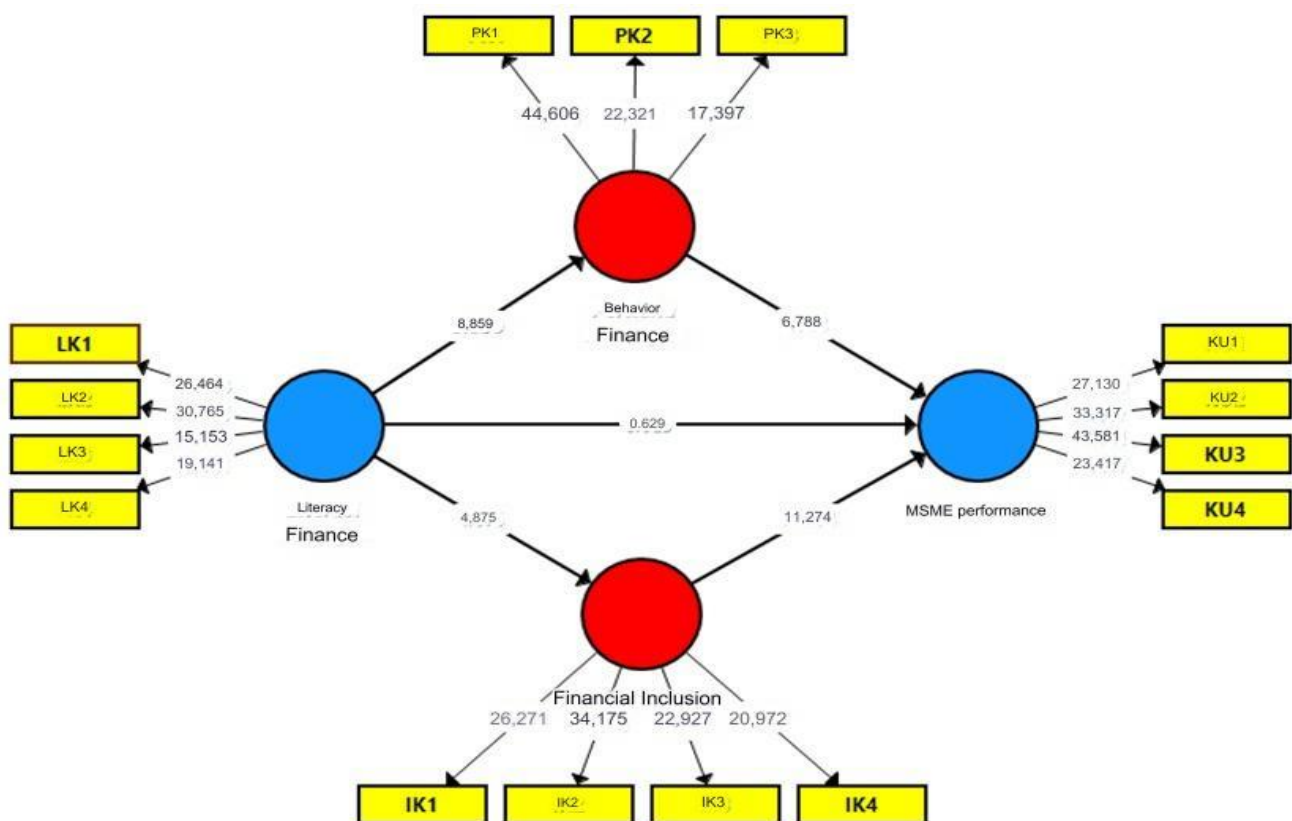 PK1
PK2
PK3
44,606
22,321
17,397
Behavior
Finance
8,859
6,788
LK1
LK2
LK3
LK4
26,464
30,765
15,153
19,141
Literacy
Finance
0.629
KU1
KU2
KU3
KU4
27,130
33,317
43,581
23,417
MSME performance
4,875
11,274
Financial Inclusion
26,271
34,175
22,927
20,972
IK1
IK2
IK3
IK4